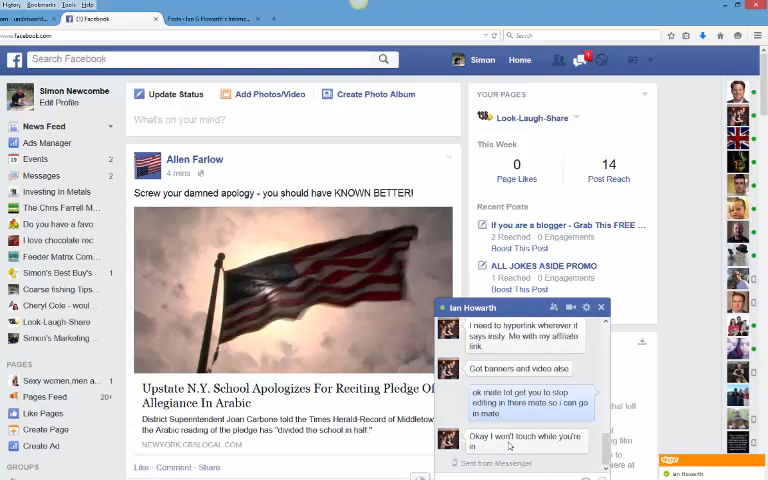 History Bookmarks Tools Help
om - underworld...
(1) Facebook
Posts - Ian G Howarth's Internet...
www.facebook.com
Search
Search Facebook
Simon Home
1
Simon Newcombe
Edit Profile
News Feed
Ads Manager
Events 2
Messages 2
Investing In Metals
The Chris Farrell M...
Do you have a favo
I love chocolate rec...
Feeder Matrix Com...
Simon's Best Buy's 1
Coarse fishing Tips...
Cheryl Cole - woul...
Look-Laugh-Share
Simon's Marketing ...
PAGES
Sexy women,men a...
Pages Feed 20+
Like Pages
Create Page
Create Ad
GROUPS
Update Status
Add Photos/Video
Create Photo Album
What's on your mind?
Allen Farlow
4 mins
Screw your damned apology - you should have KNOWN BETTER!
Upstate N.Y. School Apologizes For Reciting Pledge Of
Allegiance In Arabic
District Superintendent Joan Carbone told the Times Herald-Record of Middletow
the Arabic reading of the pledge has "divided the school in half."
NEWYORK.CBSLOCAL.COM
Like · Comment · Share
YOUR PAGES
Look-Laugh-Share
This Week
0 14
Page Likes Post Reach
Recent Posts
If you are a blogger - Grab This FREE ...
2 Reached 0 Engagements
Boost This Post
ALL JOKES ASIDE PROMO
1 Reached 0 Engagements
Boost This Post
Ian Howarth
I need to hyperlink wherever it
says insty. Me with my affiliate
link
Got banners and video also
ok mate let get you to stop
editing in there mate so i can go
in mate
Okay I won't touch while you're
in
Sent from Messenger
hat left
ng film
Ian Howarth